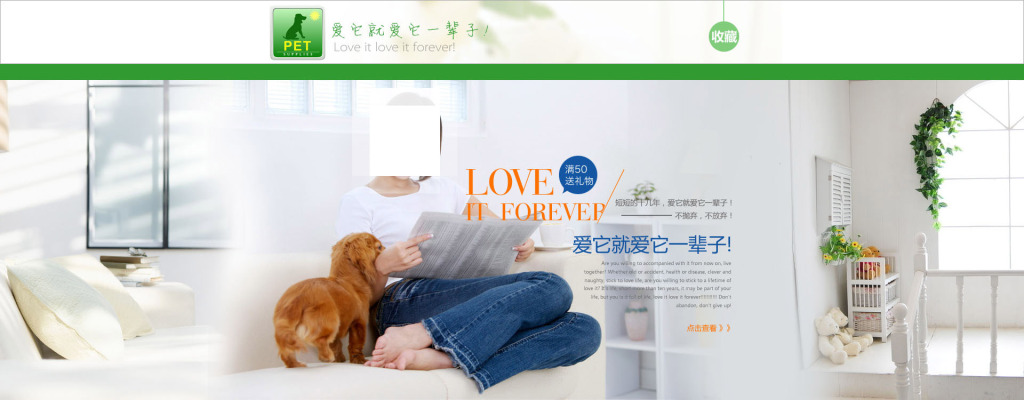 PET
SUPPLIES
爱它就爱它一辈子!
Love it love it forever!
收藏
LOVE
IT FOREVER
满50
送礼物
短短的十几年,爱它就爱它一辈子!
不抛弃,不放弃!
爱它就爱它一辈子!
Are you willing to accompanied with it from now on, live
together? Whether old or accident, health or disease, clever and
naughty, stick to love life, are you willing to stick to a lifetime of
love it? It's life short more than ten years, it may be part of your
life, but you is it full of life, love it love it forever!!!!!!! Don't
abandon, don't give up!
点击查看 》》